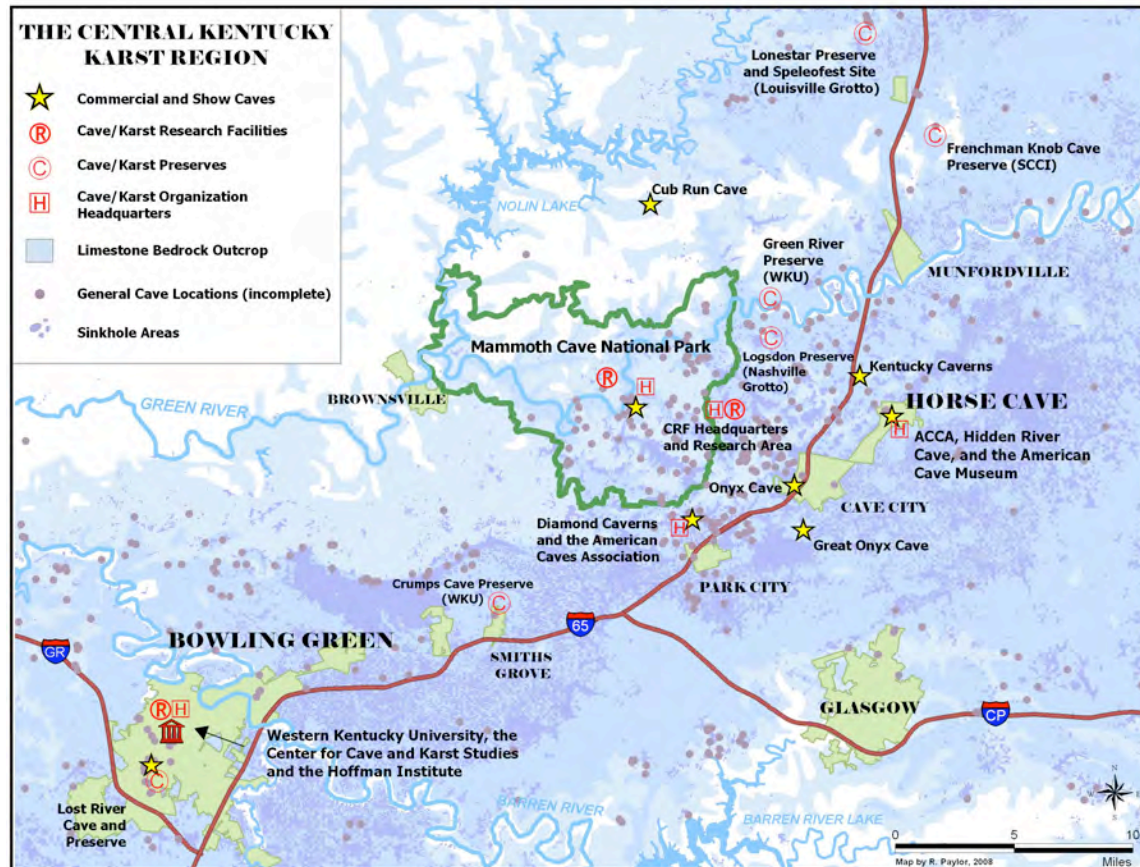 THE CENTRAL KENTUCKY
KARST REGION
Commercial and Show Caves
R
Cave/Karst Research Facilities
C
Cave/Karst Preserves
H
Cave/Karst Organization
Headquarters
Limestone Bedrock Outcrop
General Cave Locations (incomplete)
Sinkhole Areas
C
Lonestar Preserve
and Speleofest Site
(Louisville Grotto)
C
Frenchman Knob Cave
Preserve (SCCI)
Cub Run Cave
NOLIN LAKE
Green River
Preserve
(WKU)
C
MUNFORDVILLE
Mammoth Cave National Park
C
Logsdon Preserve
(Nashville
Grotto)
Kentucky Caverns
R
H
BROWNSVILLE
GREEN RIVER
H R
CRF Headquarters
and Research Area
HORSE CAVE
H
ACCA, Hidden River
Cave, and the American
Cave Museum
Onyx Cave
CAVE CITY
Diamond Caverns
and the American
Caves Association
H
Great Onyx Cave
PARK CITY
Crumps Cave Preserve
(WKU)
C
65
BOWLING GREEN
SMITHS
GROVE
GR
GLASGOW
CP
R H
Western Kentucky University, the
Center for Cave and Karst Studies
and the Hoffman Institute
C
Lost River
Cave and
Preserve
BARREN RIVER
BARREN RIVER LAKE
N
S
W
E
0 5 10
Miles
Map by R. Paylor, 2008